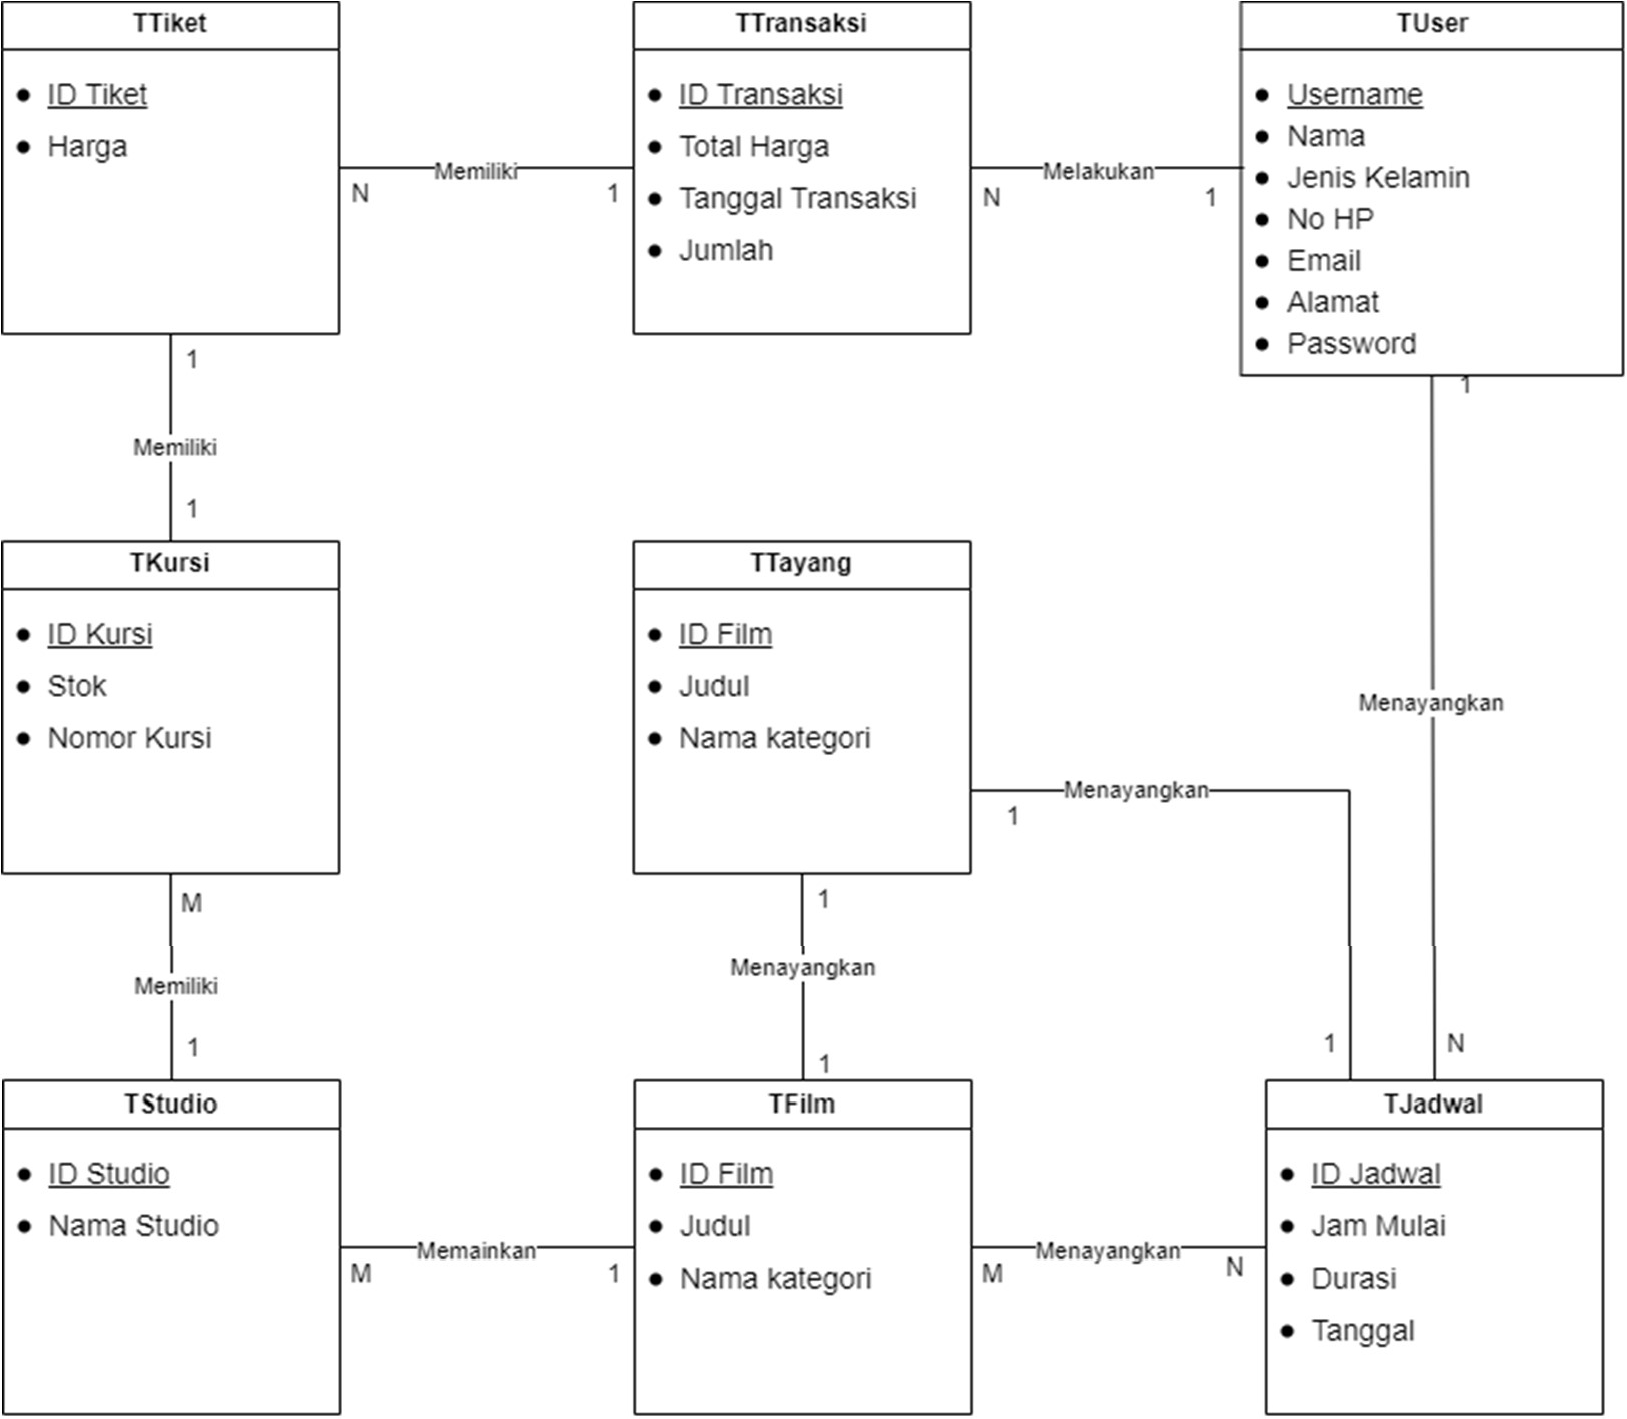 TTiket
ID Tiket
Harga
N
Memiliki
1
TTransaksi
ID Transaksi
Total Harga
Tanggal Transaksi
Jumlah
N
Melakukan
1
TUser
Username
Nama
Jenis Kelamin
No HP
Email
Alamat
Password
1
1
Memiliki
1
TKursi
ID Kursi
Stok
Nomor Kursi
TTayang
ID Film
Judul
Nama kategori
Menayangkan
1
Menayangkan
1
N
M
Memiliki
1
1
Menayangkan
1
TStudio
ID Studio
Nama Studio
M
Memainkan
1
TFilm
ID Film
Judul
Nama kategori
M
Menayangkan
N
TJadwal
ID Jadwal
Jam Mulai
Durasi
Tanggal